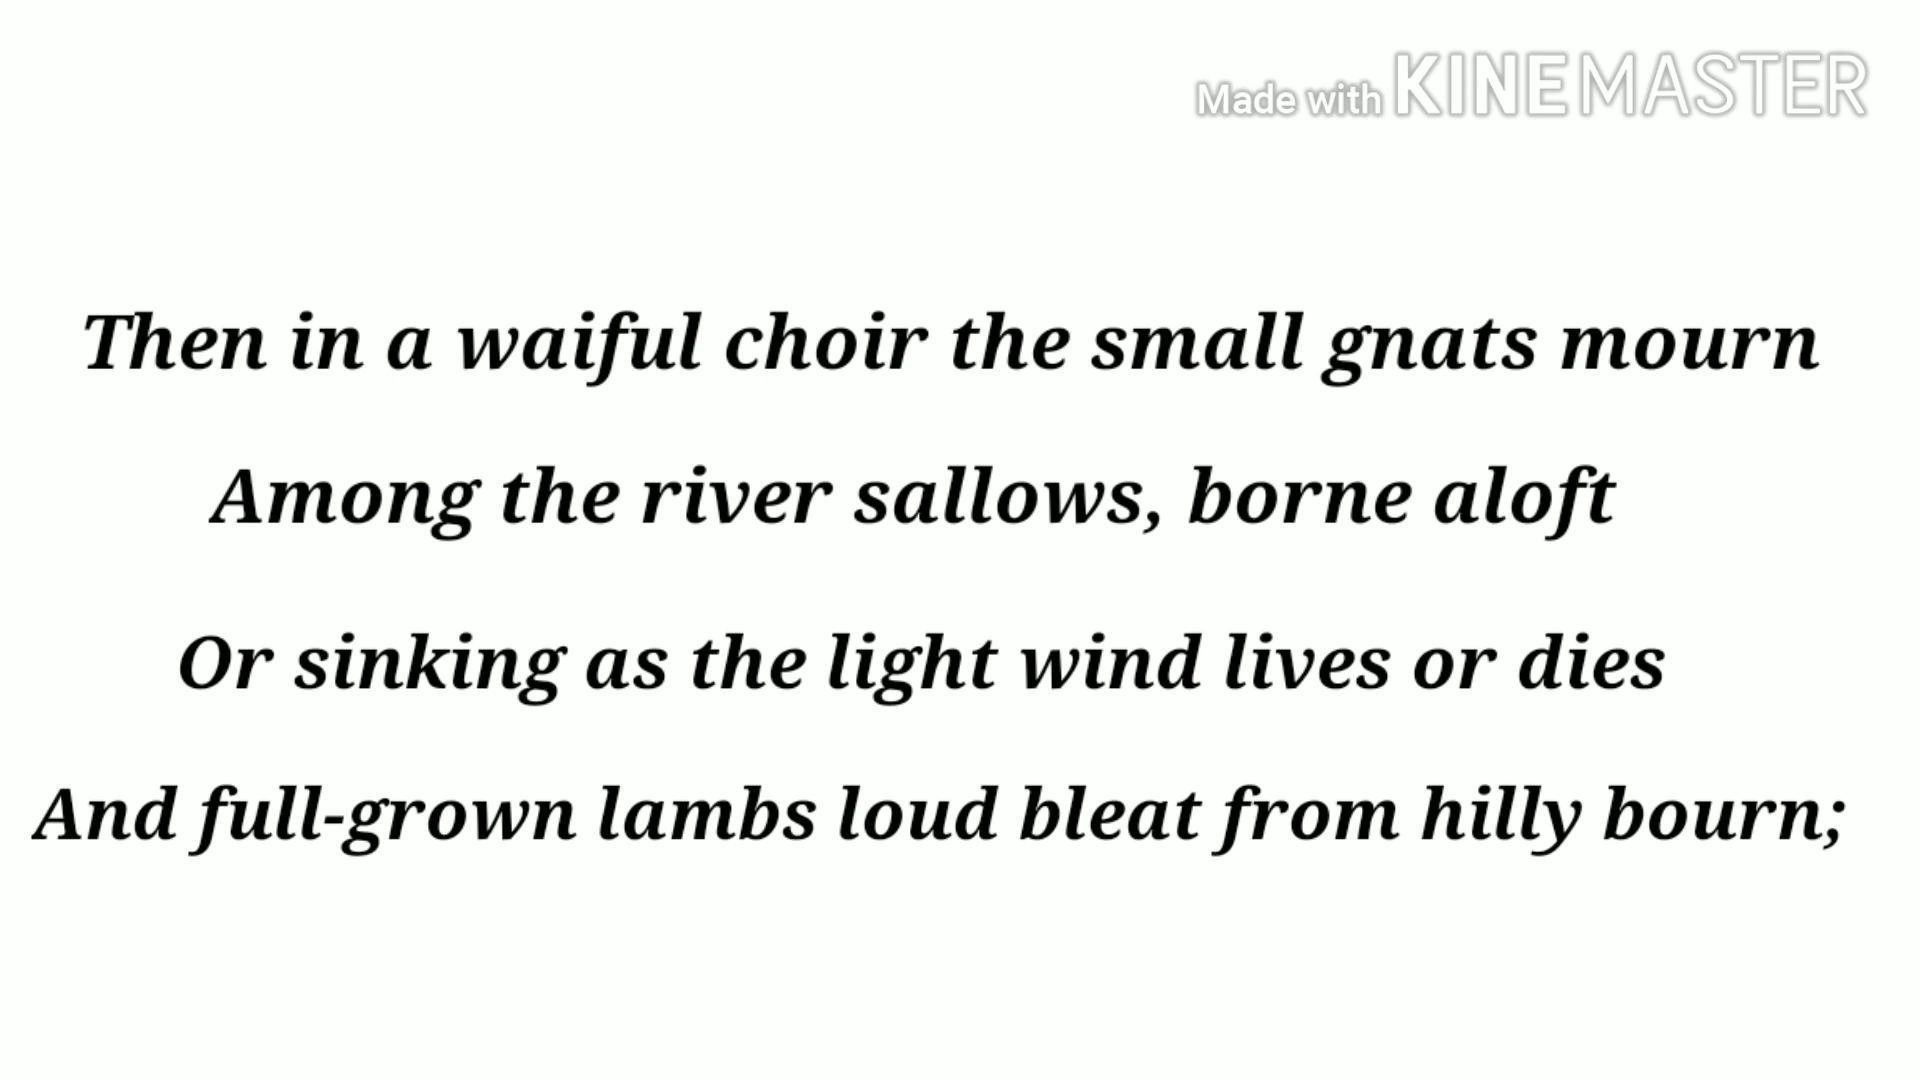 Made with KINEMASTER
Then in a waiful choir the small gnats mourn
Among the river sallows, borne aloft
Or sinking as the light wind lives or dies
And full-grown lambs loud bleat from hilly bourn;